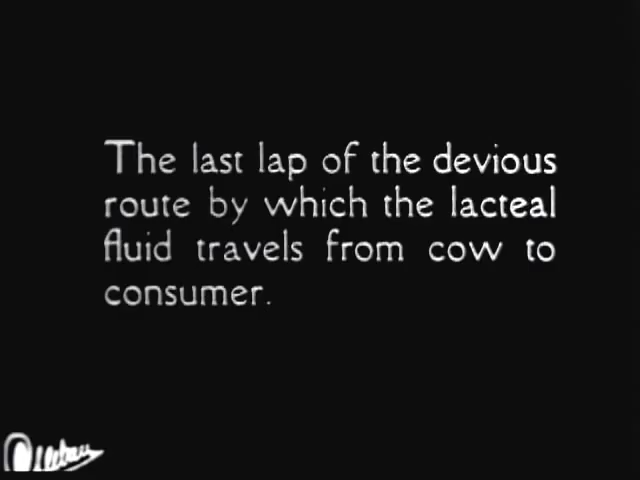 The last lap of the devious
route by which the lacteal
fluid travels from cow to
consumer.